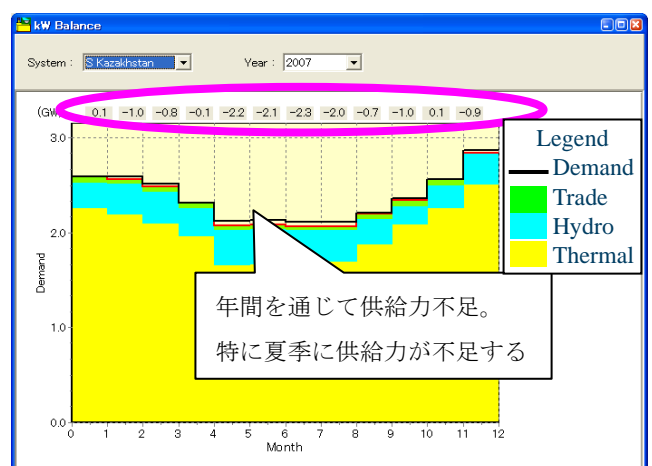 kW Balance
System : S Kazakhstan Year : 2007
0.1 -1.0 -0.8 -0.1 -2.2 -2.1 -2.3 -2.0 -0.7 -1.0 0.1 -0.9
3.0
2.0
1.0
0.0
Demand
0 1 2 3 4 5 6 7 8 9 10 11 12
Month
Legend
Demand
Trade
Hydro
Thermal
年間を通じて供給力不足。
特に夏季に供給力が不足する